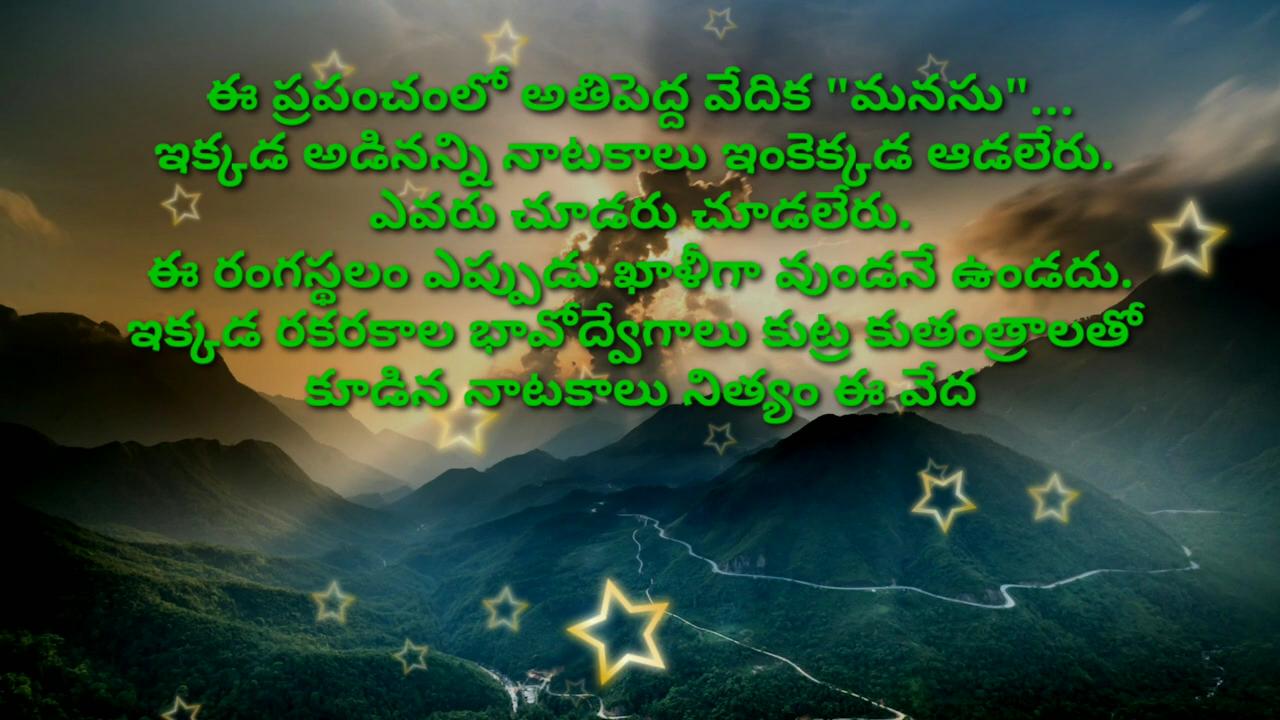 ఈ ప్రపంచంలో అతిపెద్ద వేదిక "మనసు"...
ఇక్కడ అడినన్ని నాటకాలు ఇంకెక్కడ ఆడలేరు.
ఎవరు చూడరు చూడలేరు.
ఈ రంగస్థలం ఎప్పుడు ఖాళీగా వుండనే ఉండదు.
ఇక్కడ రకరకాల భావోద్వేగాలు కుట్ర కుతంత్రాలతో
కూడిన నాటకాలు నిత్యం ఈ వేద